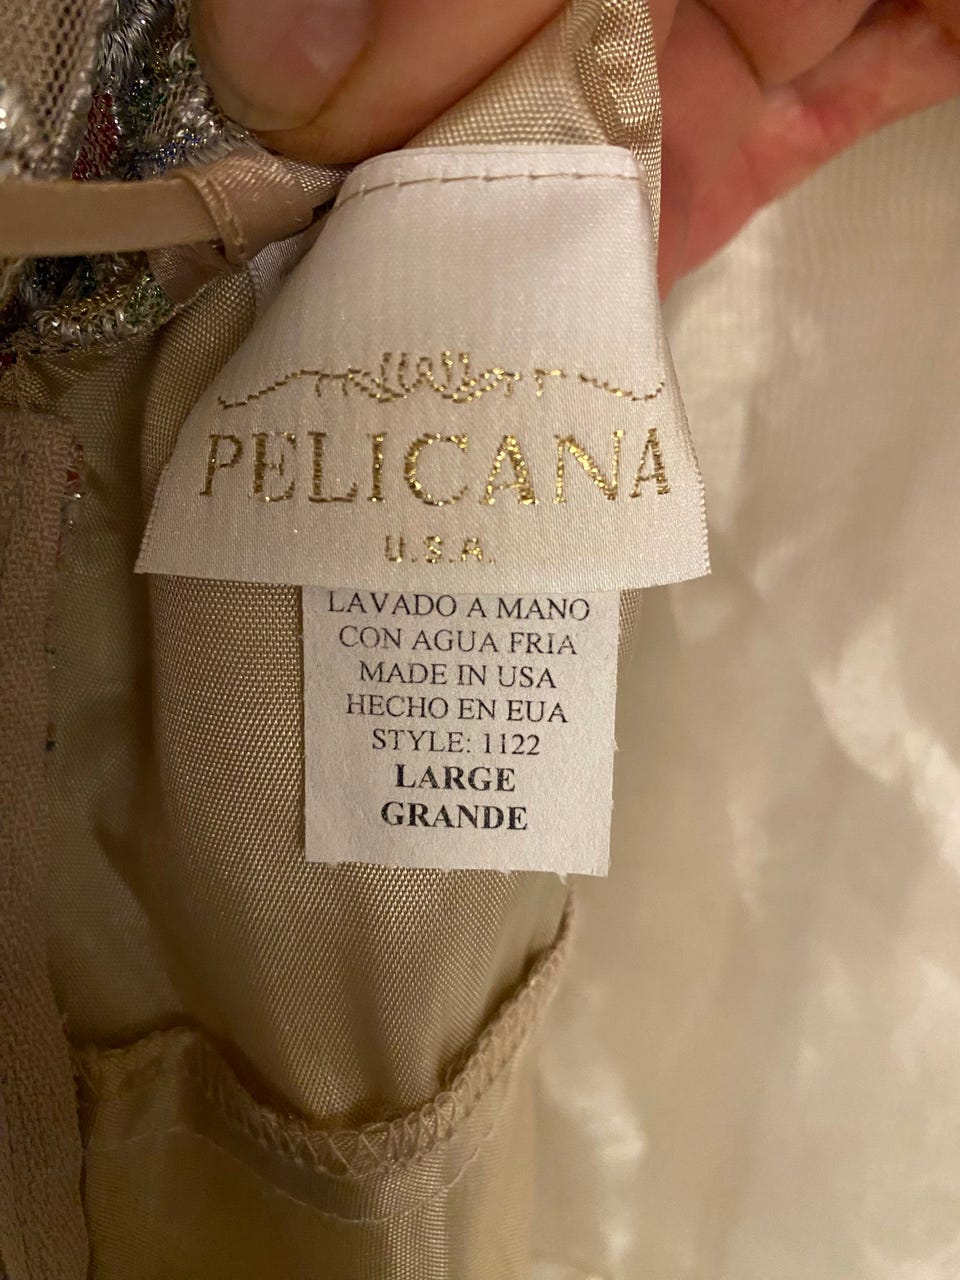 PELICANA
U.S.A.
LAVADO A MANO
CON AGUA FRIA
MADE IN USA
HECHO EN EUA
STYLE: 1122
LARGE
GRANDE